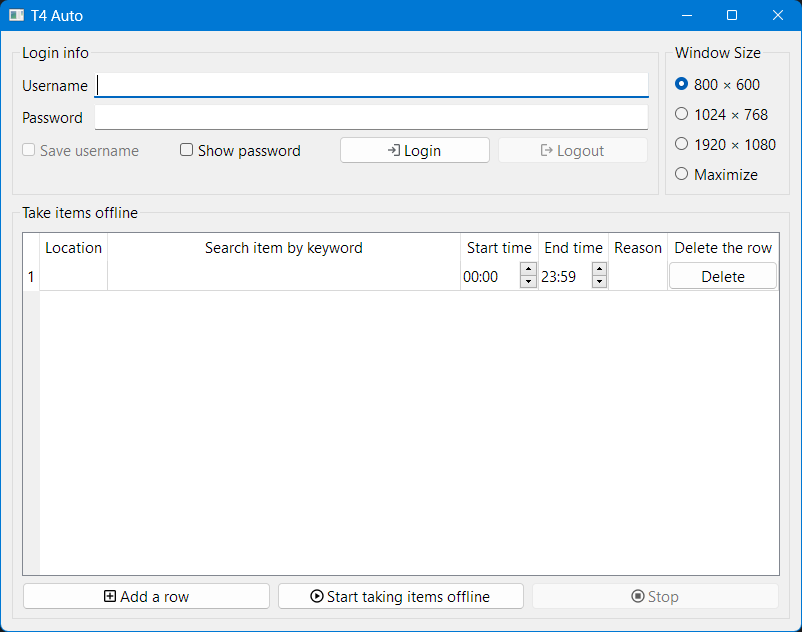 T4 Auto
Login info
Username
Password
Save username
Show password
Login
Logout
Window Size
800 × 600
1024 × 768
1920 × 1080
Maximize
Take items offline
Location Search item by keyword Start time End time Reason Delete the row
1 00:00 23:59 Delete
Add a row
Start taking items offline
Stop